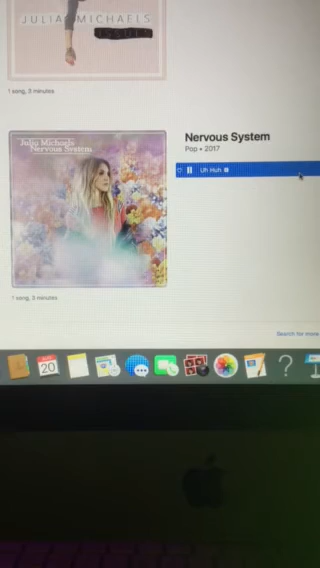 JULIA MICHAELS
ISSUES
1 song, 3 minutes
Julia Michaels
Nervous System
Nervous System
Pop • 2017
Uh Huh E
1 song, 3 minutes
Search for more
20
?